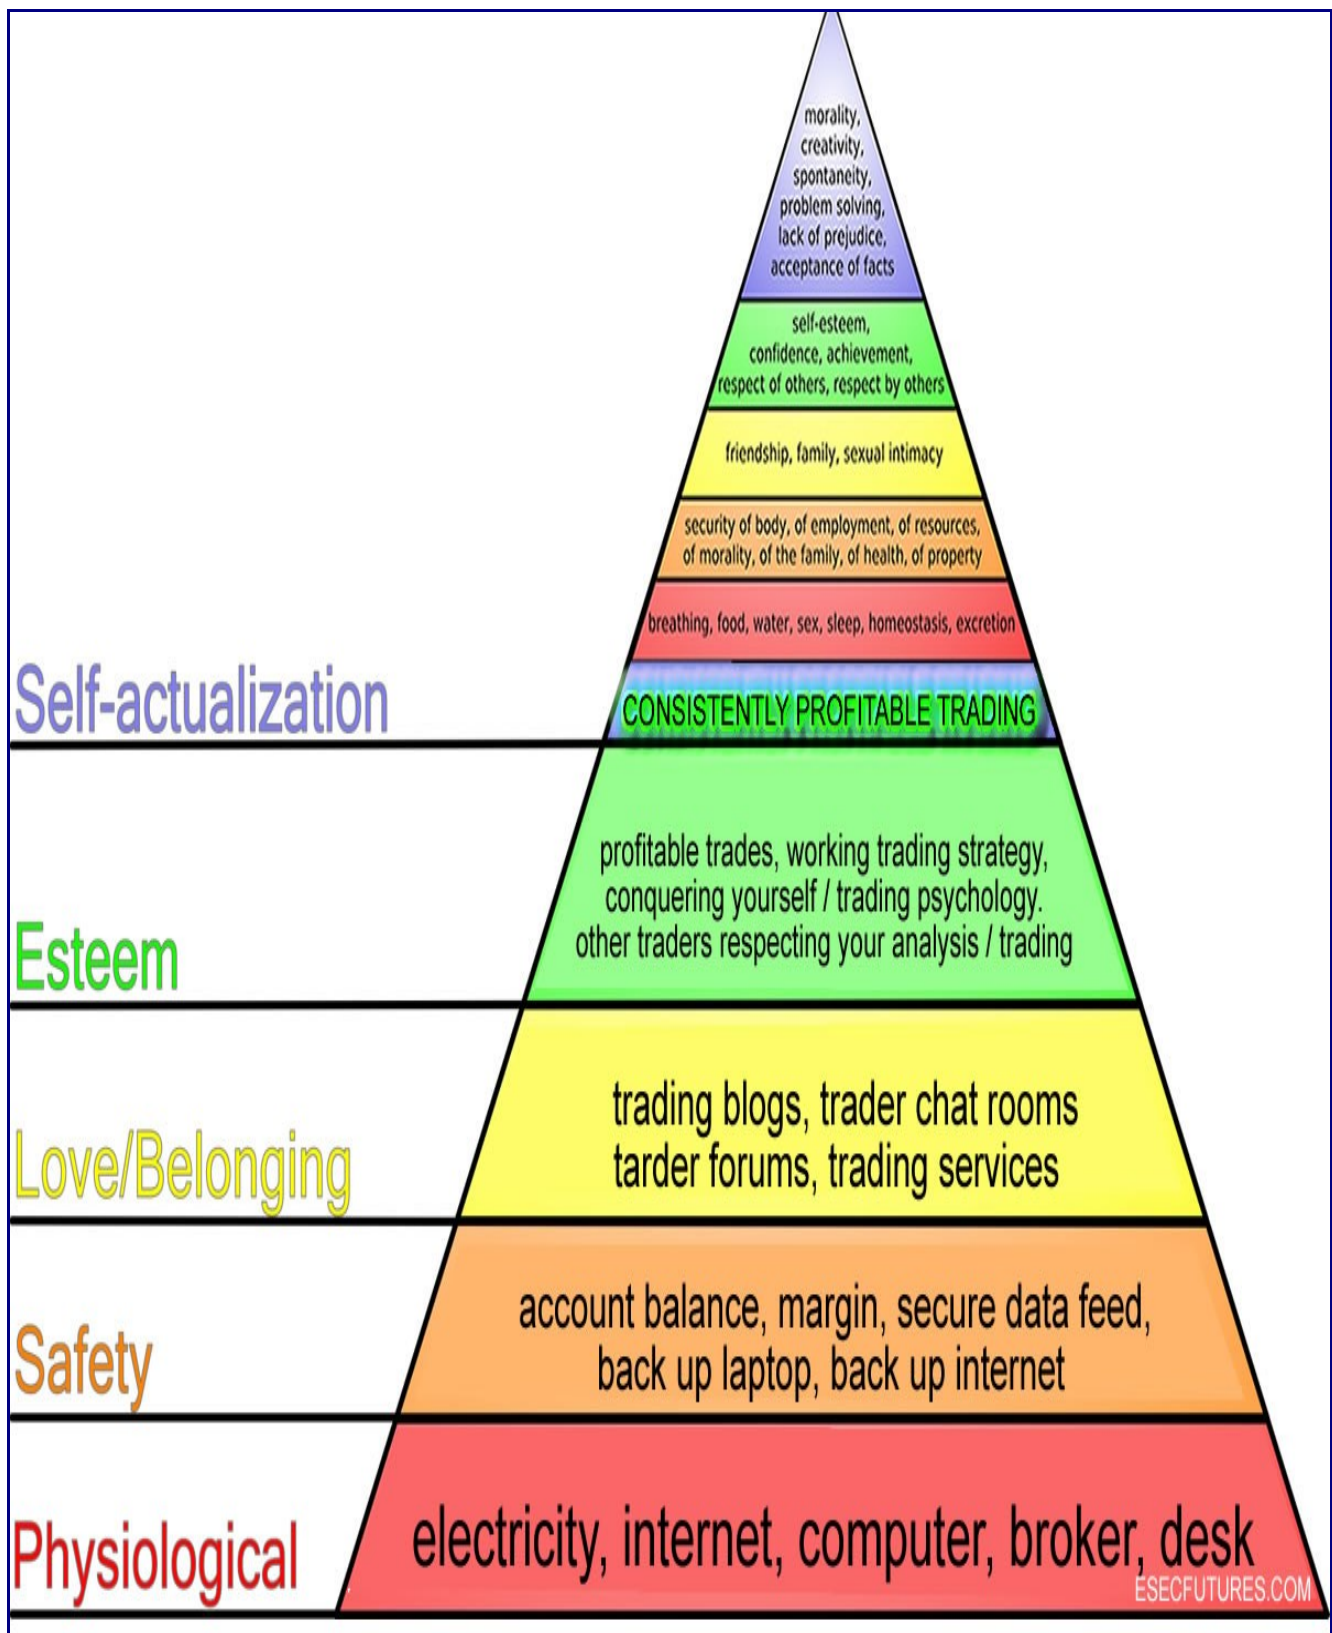 morality,
creativity,
spontaneity,
problem solving,
lack of prejudice,
acceptance of facts
self-esteem,
confidence, achievement,
respect of others, respect by others
friendship, family, sexual intimacy
security of body, of employment, of resources,
of morality, of the family, of health, of property
breathing, food, water, sex, sleep, homeostasis, excretion
Self-actualization
CONSISTENTLY PROFITABLE TRADING
profitable trades, working trading strategy,
conquering yourself / trading psychology.
other traders respecting your analysis / trading
Esteem
trading blogs, trader chat rooms
tarder forums, trading services
Love/Belonging
account balance, margin, secure data feed,
back up laptop, back up internet
Safety
electricity, internet, computer, broker, desk
Physiological
ESECFUTURES.COM